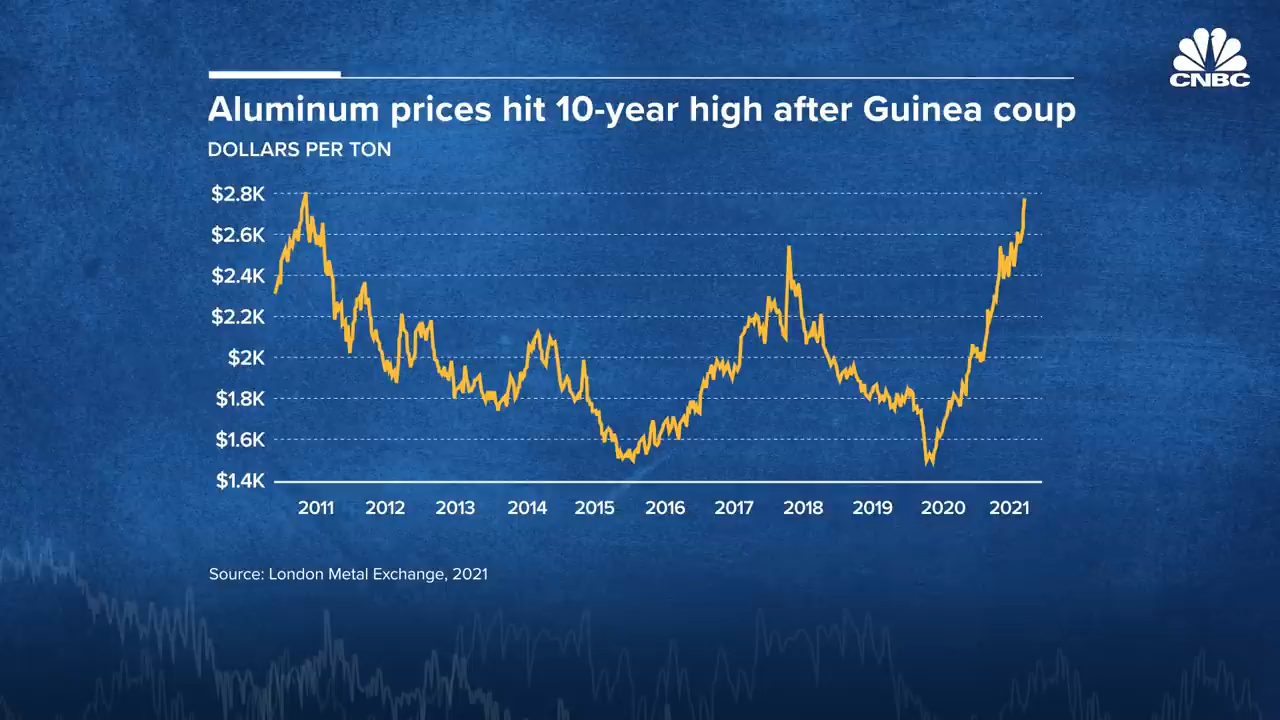 CNBC
Aluminum prices hit 10-year high after Guinea coup
DOLLARS PER TON
$2.8K
$2.6K
$2.4K
$2.2K
$2K
$1.8K
$1.6K
$1.4K
2011 2012 2013 2014 2015 2016 2017 2018 2019 2020 2021
Source: London Metal Exchange, 2021